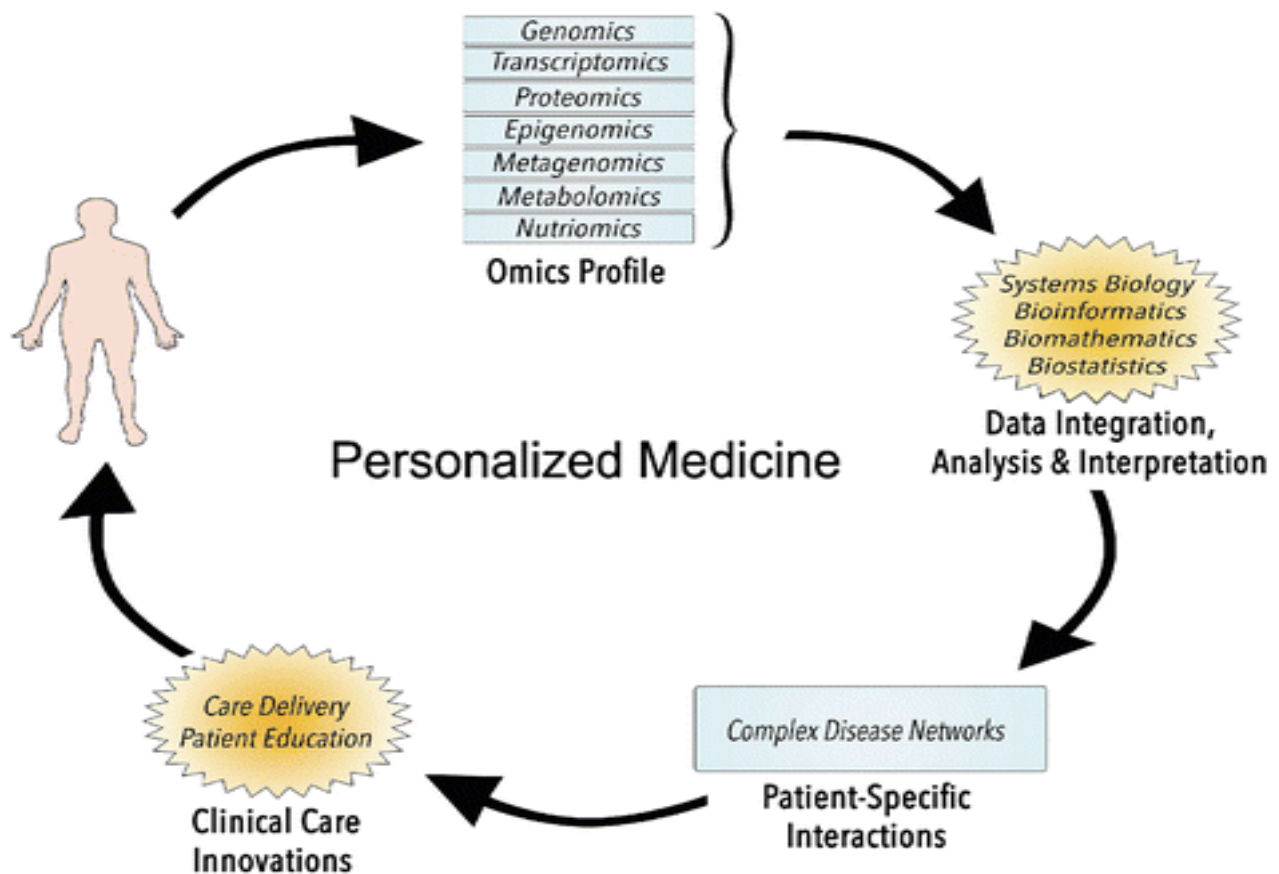 Genomics
Transcriptomics
Proteomics
Epigenomics
Metagenomics
Metabolomics
Nutriomics
Omics Profile
Systems Biology
Bioinformatics
Biomathematics
Biostatistics
Data Integration,
Analysis & Interpretation
Personalized Medicine
Complex Disease Networks
Patient-Specific
Interactions
Care Delivery
Patient Education
Clinical Care
Innovations